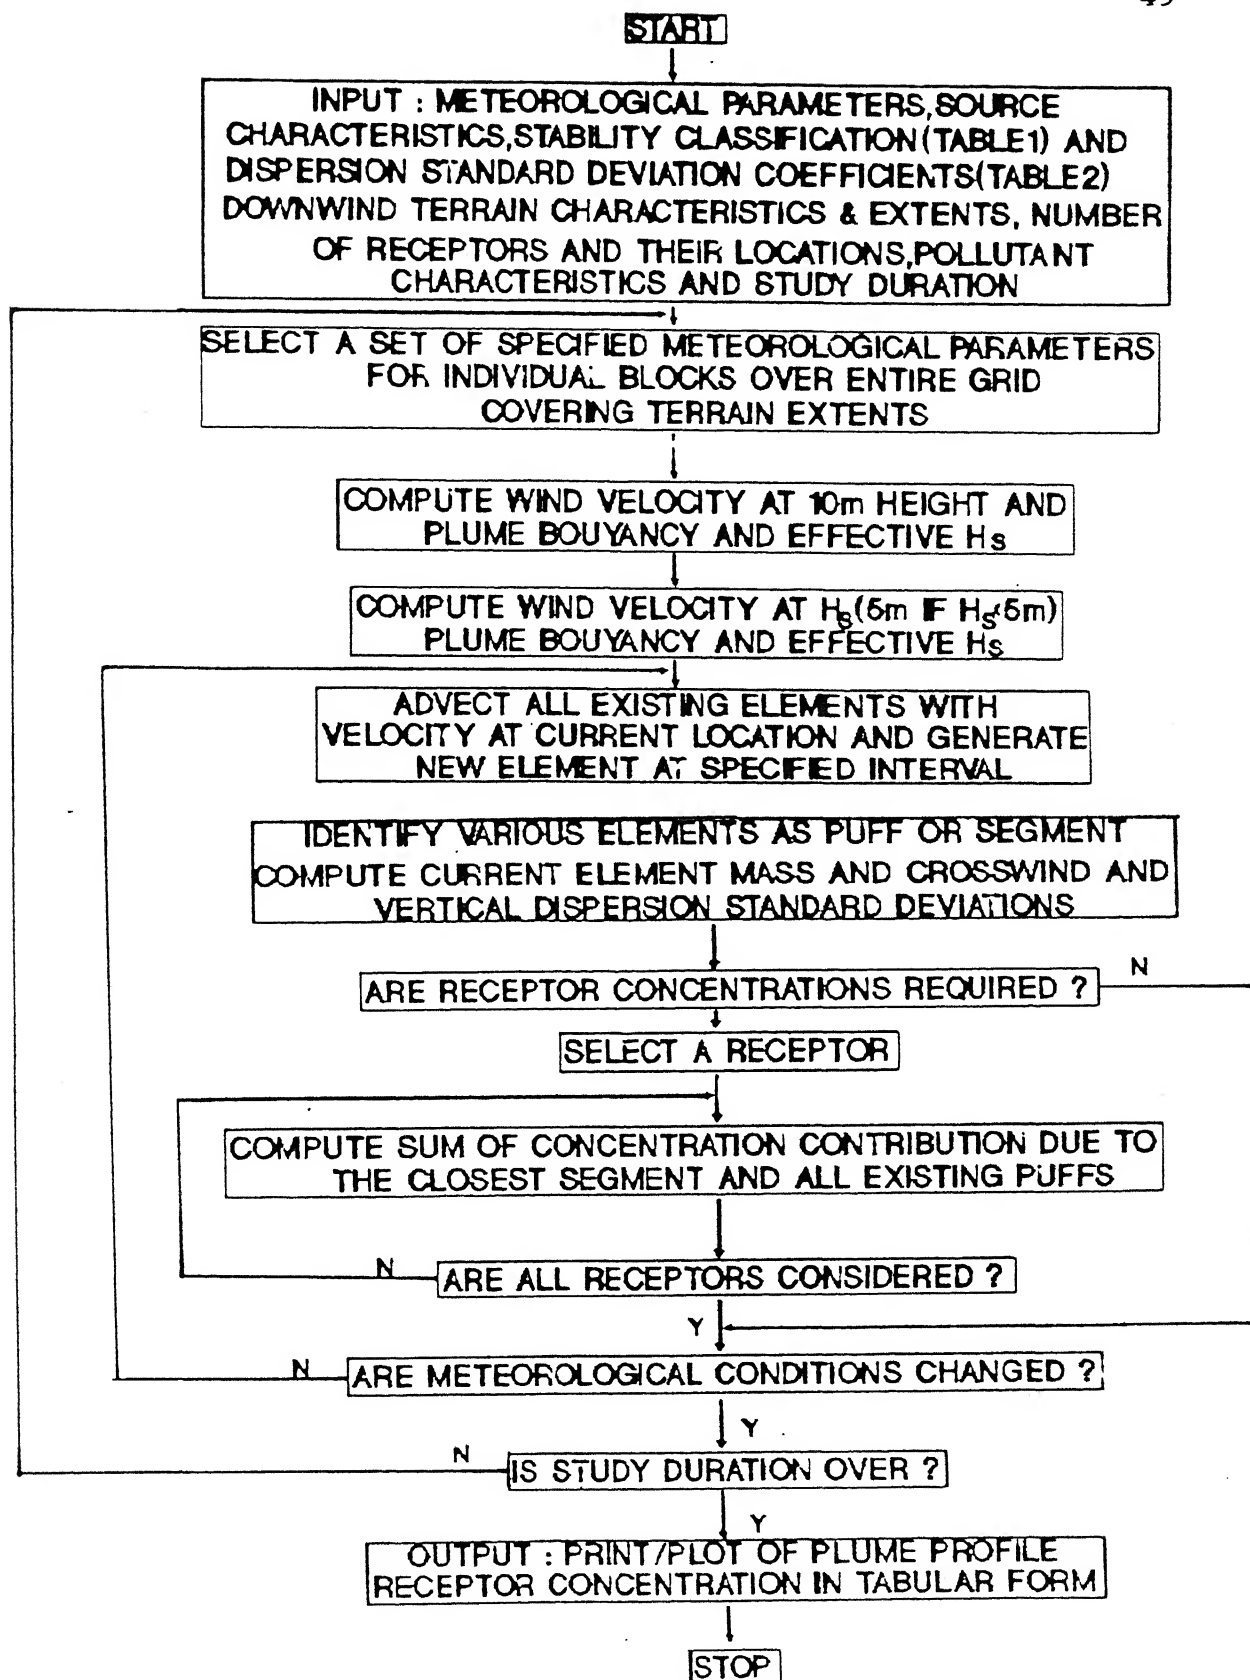 START
INPUT : METEOROLOGICAL PARAMETERS,SOURCE
CHARACTERISTICS,STABILITY CLASSIFICATION(TABLE1) AND
DISPERSION STANDARD DEVIATION COEFFICIENTS(TABLE2)
DOWNWIND TERRAIN CHARACTERISTICS & EXTENTS, NUMBER
OF RECEPTORS AND THEIR LOCATIONS,POLLUTANT
CHARACTERISTICS AND STUDY DURATION
SELECT A SET OF SPECIFIED METEOROLOGICAL PARAMETERS
FOR INDIVIDUAL BLOCKS OVER ENTIRE GRID
COVERING TERRAIN EXTENTS
COMPUTE WIND VELOCITY AT 10m HEIGHT AND
PLUME BOUYANCY AND EFFECTIVE Hs
COMPUTE WIND VELOCITY AT Hs(5m IF Hs<5m)
PLUME BOUYANCY AND EFFECTIVE Hs
ADVECT ALL EXISTING ELEMENTS WITH
VELOCITY AT CURRENT LOCATION AND GENERATE
NEW ELEMENT AT SPECIFIED INTERVAL
IDENTIFY VARIOUS ELEMENTS AS PUFF OR SEGMENT
COMPUTE CURRENT ELEMENT MASS AND CROSSWIND AND
VERTICAL DISPERSION STANDARD DEVIATIONS
N
ARE RECEPTOR CONCENTRATIONS REQUIRED ?
SELECT A RECEPTOR
COMPUTE SUM OF CONCENTRATION CONTRIBUTION DUE TO
THE CLOSEST SEGMENT AND ALL EXISTING PUFFS
N
ARE ALL RECEPTORS CONSIDERED ?
Y
N
ARE METEOROLOGICAL CONDITIONS CHANGED ?
Y
N
IS STUDY DURATION OVER ?
Y
OUTPUT : PRINT/PLOT OF PLUME PROFILE
RECEPTOR CONCENTRATION IN TABULAR FORM
STOP